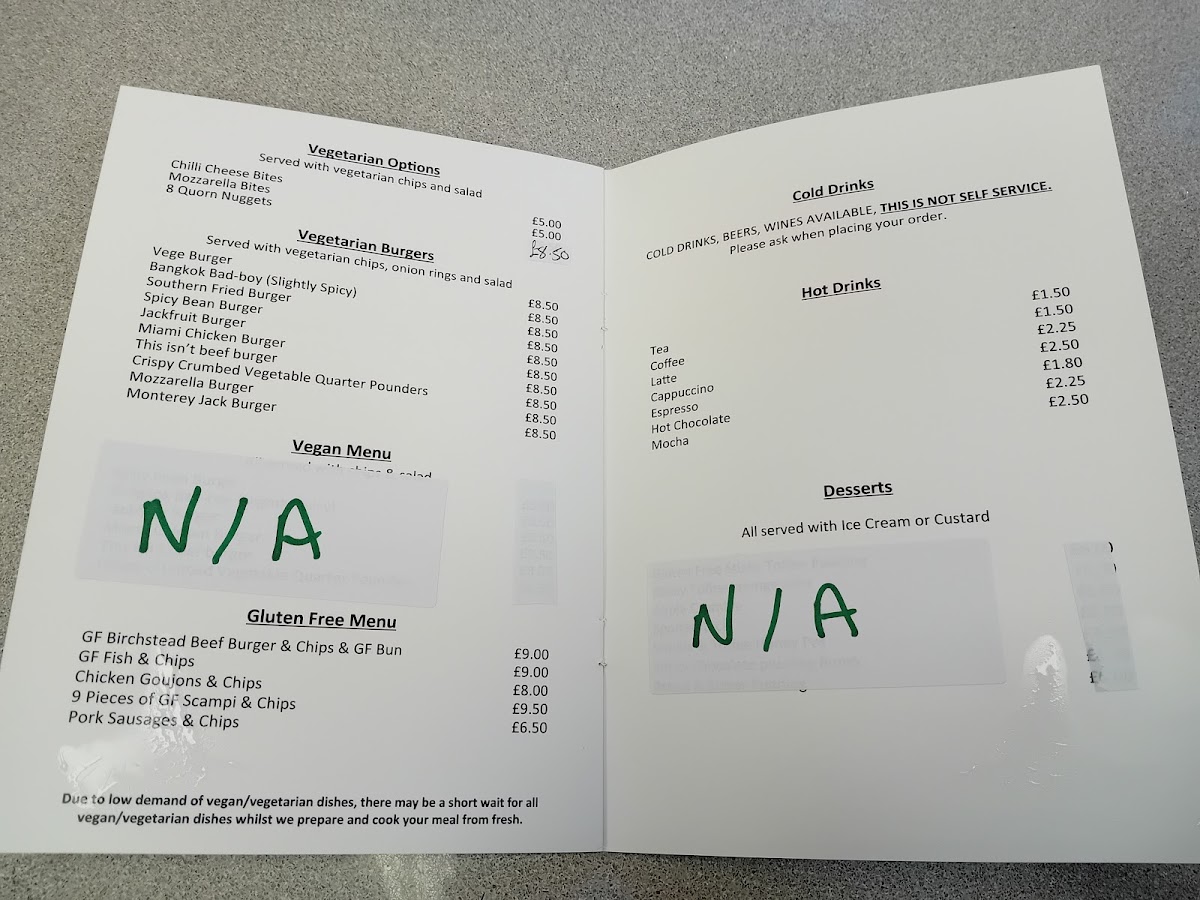 Vegetarian Options
Served with vegetarian chips and salad
Chilli Cheese Bites £5.00
Mozzarella Bites £5.00
8 Quorn Nuggets £8.50
Vegetarian Burgers
Served with vegetarian chips, onion rings and salad
Vege Burger £8.50
Bangkok Bad-boy (Slightly Spicy) £8.50
Southern Fried Burger £8.50
Spicy Bean Burger £8.50
Jackfruit Burger £8.50
Miami Chicken Burger £8.50
This isn't beef burger £8.50
Crispy Crumbed Vegetable Quarter Pounders £8.50
Mozzarella Burger £8.50
Monterey Jack Burger £8.50
Vegan Menu
N/A
Gluten Free Menu
GF Birchstead Beef Burger & Chips & GF Bun £9.00
GF Fish & Chips £9.00
Chicken Goujons & Chips £8.00
9 Pieces of GF Scampi & Chips £9.50
Pork Sausages & Chips £6.50
Due to low demand of vegan/vegetarian dishes, there may be a short wait for all
vegan/vegetarian dishes whilst we prepare and cook your meal from fresh.
Cold Drinks
COLD DRINKS, BEERS, WINES AVAILABLE, THIS IS NOT SELF SERVICE.
Please ask when placing your order.
Hot Drinks
Tea £1.50
Coffee £1.50
Latte £2.25
Cappuccino £2.50
Espresso £1.80
Hot Chocolate £2.25
Mocha £2.50
Desserts
All served with Ice Cream or Custard
N/A